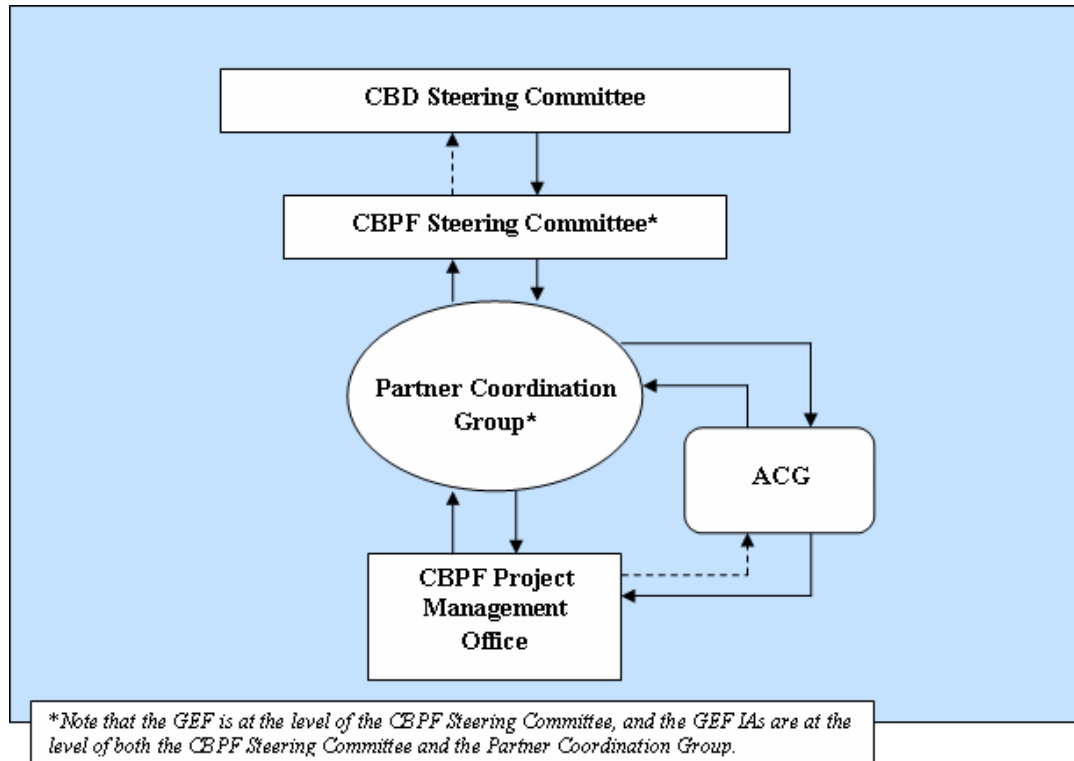 CBD Steering Committee
CBPF Steering Committee*
Partner Coordination
Group*
ACG
CBPF Project
Management
Office
*Note that the GEF is at the level of the CBPF Steering Committee, and the GEF IAs are at the
level of both the CBPF Steering Committee and the Partner Coordination Group.